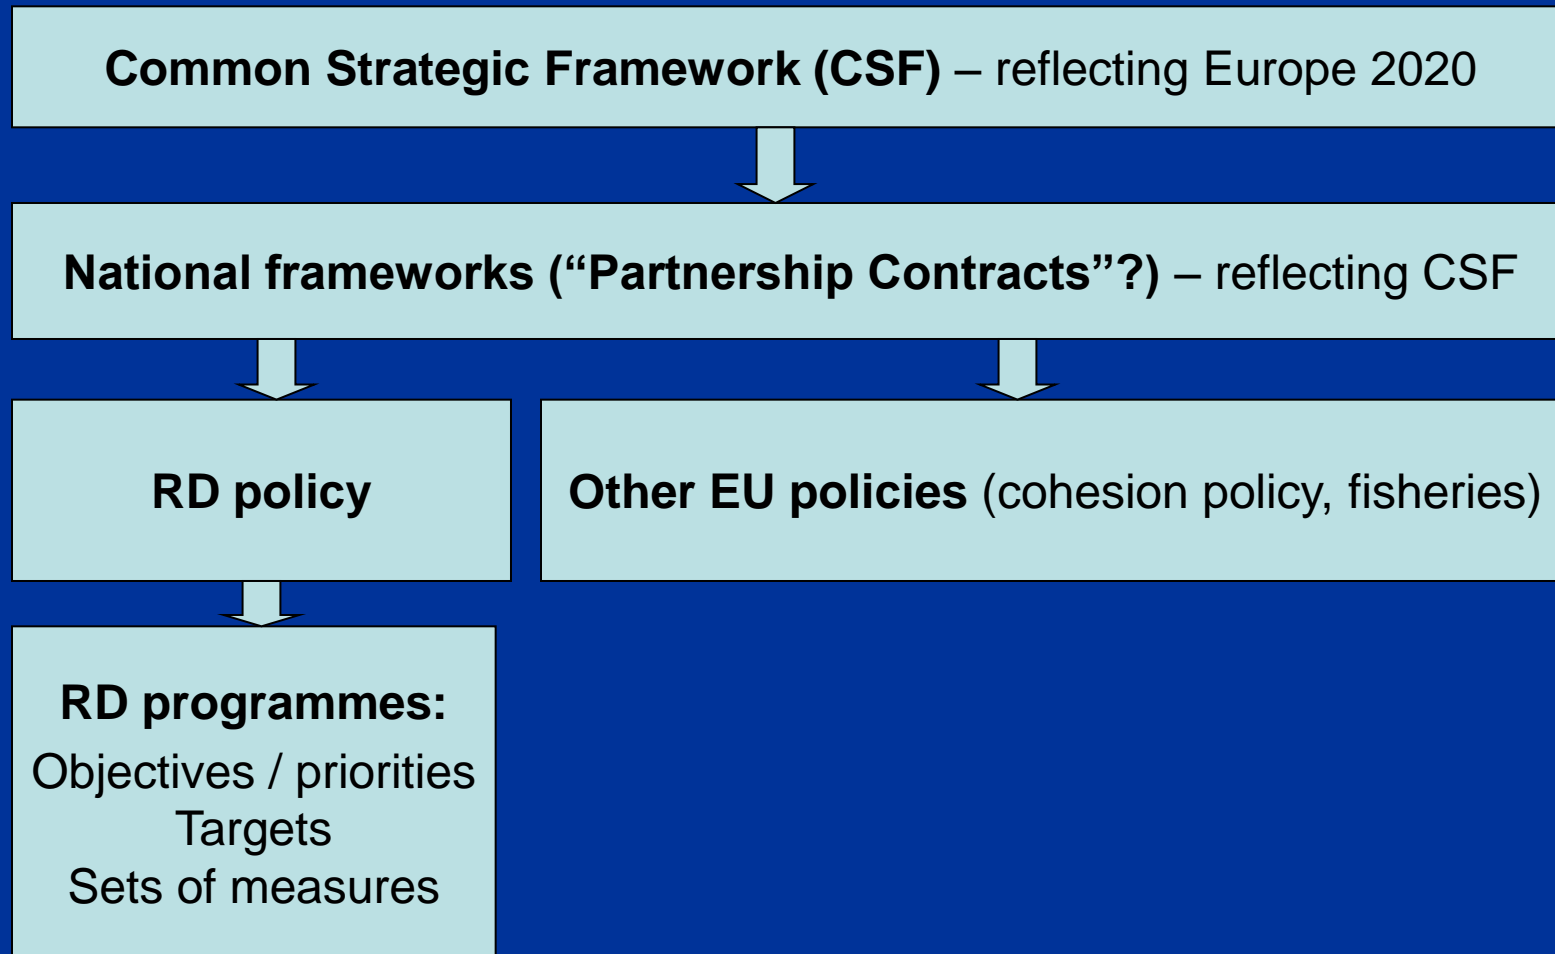 Common Strategic Framework (CSF) – reflecting Europe 2020
National frameworks (“Partnership Contracts”?) – reflecting CSF
RD policy
Other EU policies (cohesion policy, fisheries)
RD programmes:
Objectives / priorities
Targets
Sets of measures